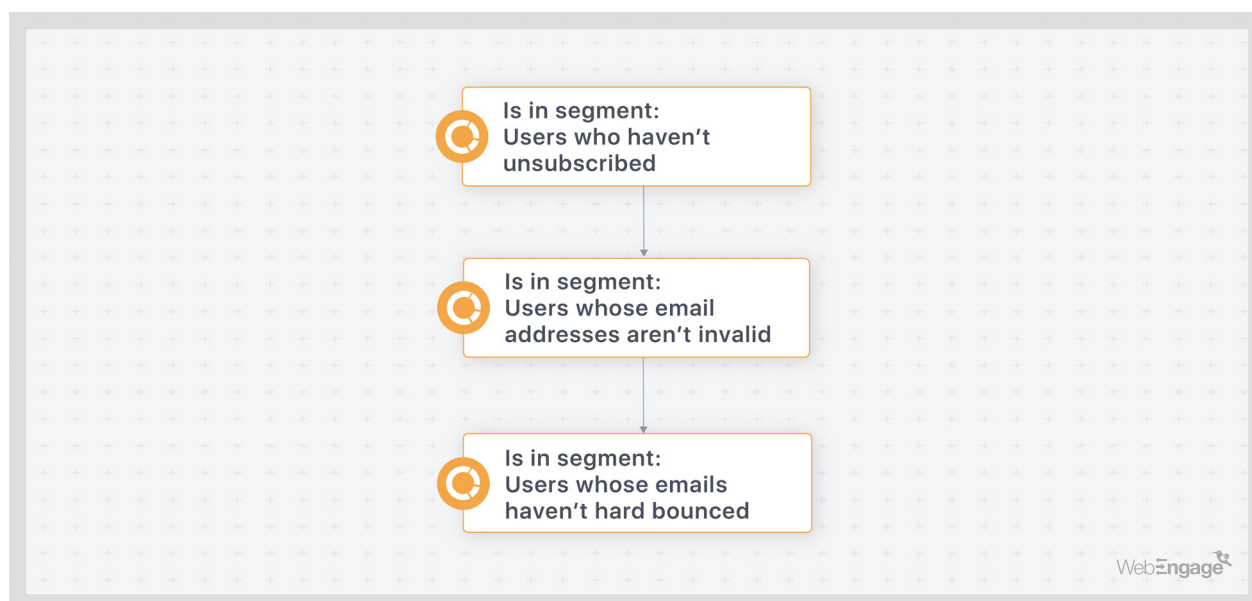 Is in segment:
Users who haven’t
unsubscribed
Is in segment:
Users whose email
addresses aren’t invalid
Is in segment:
Users whose emails
haven’t hard bounced
WebEngage